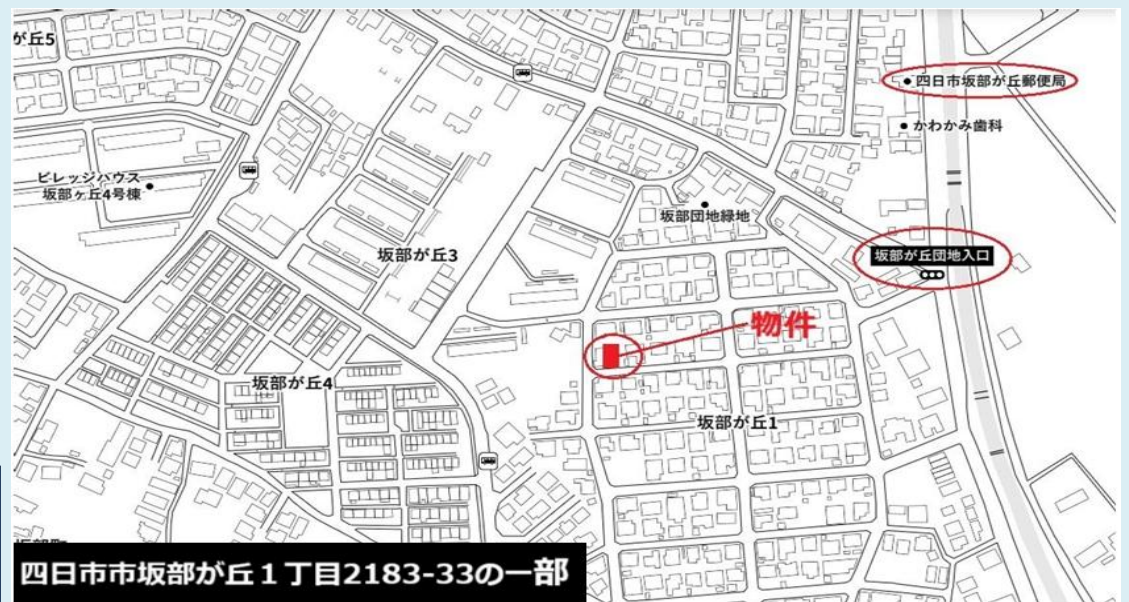 が丘5
四日市坂部が丘郵便局
かわかみ歯科
ビレッジハウス
坂部ヶ丘4号棟
坂部団地緑地
坂部が丘3
坂部が丘団地入口
物件
坂部が丘4
坂部が丘1
四日市市坂部が丘１丁目2183-33の一部